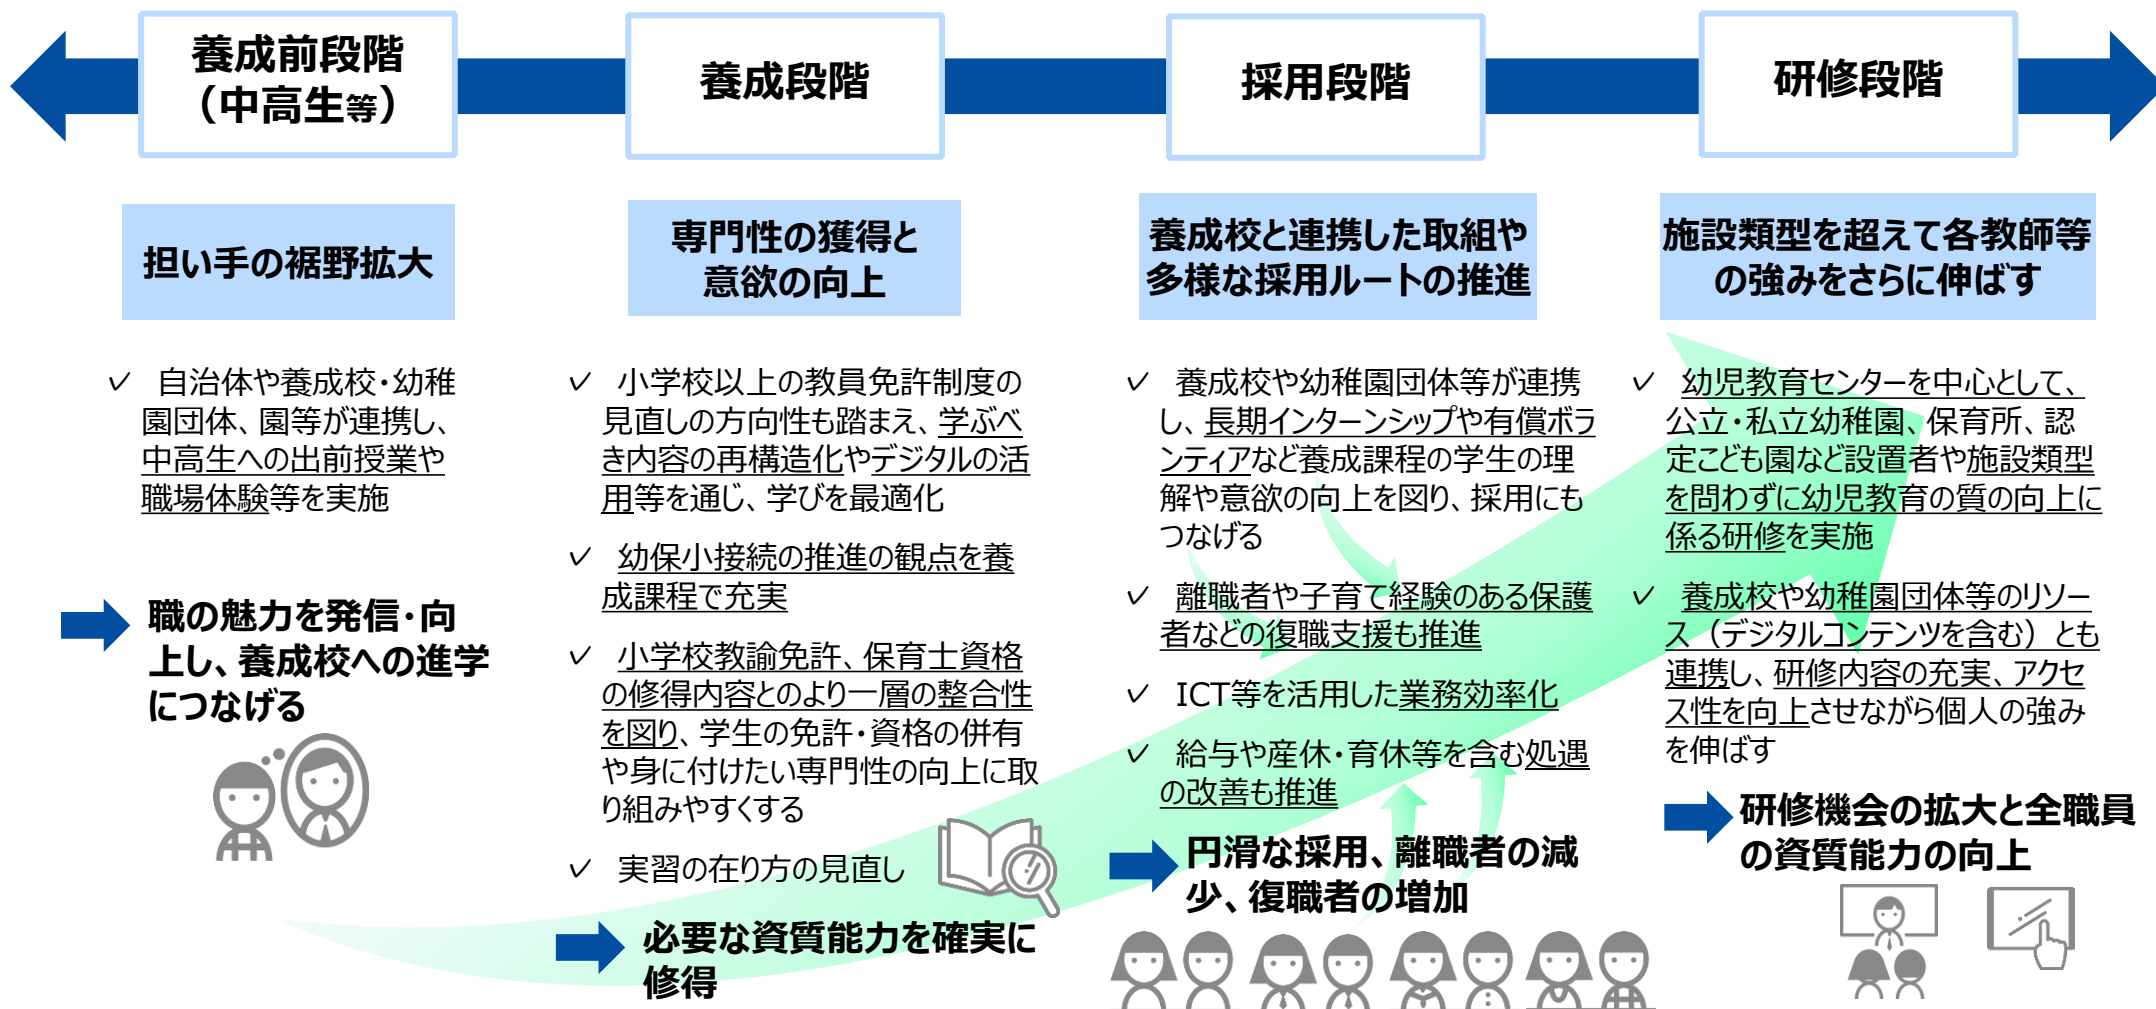 養成前段階
（中高生等）
養成段階
採用段階
研修段階
担い手の裾野拡大
✓ 自治体や養成校・幼稚
園団体、園等が連携し、
中高生への出前授業や
職場体験等を実施
職の魅力を発信・向
上し、養成校への進学
につなげる
専門性の獲得と
意欲の向上
✓ 小学校以上の教員免許制度の
見直しの方向性も踏まえ、学ぶべ
き内容の再構造化やデジタルの活
用等を通じ、学びを最適化
✓ 幼保小接続の推進の観点を養
成課程で充実
✓ 小学校教諭免許、保育士資格
の修得内容とのより一層の整合性
を図り、学生の免許・資格の併有
や身に付けたい専門性の向上に取
り組みやすくする
✓ 実習の在り方の見直し
必要な資質能力を確実に
修得
養成校と連携した取組や
多様な採用ルートの推進
✓ 養成校や幼稚園団体等が連携
し、長期インターンシップや有償ボラ
ンティアなど養成課程の学生の理
解や意欲の向上を図り、採用にも
つなげる
✓ 離職者や子育て経験のある保護
者などの復職支援も推進
✓ ICT等を活用した業務効率化
✓ 給与や産休・育休等を含む処遇
の改善も推進
円滑な採用、離職者の減
少、復職者の増加
施設類型を超えて各教師等
の強みをさらに伸ばす
✓ 幼児教育センターを中心として、
公立・私立幼稚園、保育所、認
定こども園など設置者や施設類型
を問わずに幼児教育の質の向上に
係る研修を実施
✓ 養成校や幼稚園団体等のリソー
ス（デジタルコンテンツを含む）とも
連携し、研修内容の充実、アクセ
ス性を向上させながら個人の強み
を伸ばす
研修機会の拡大と全職員
の資質能力の向上